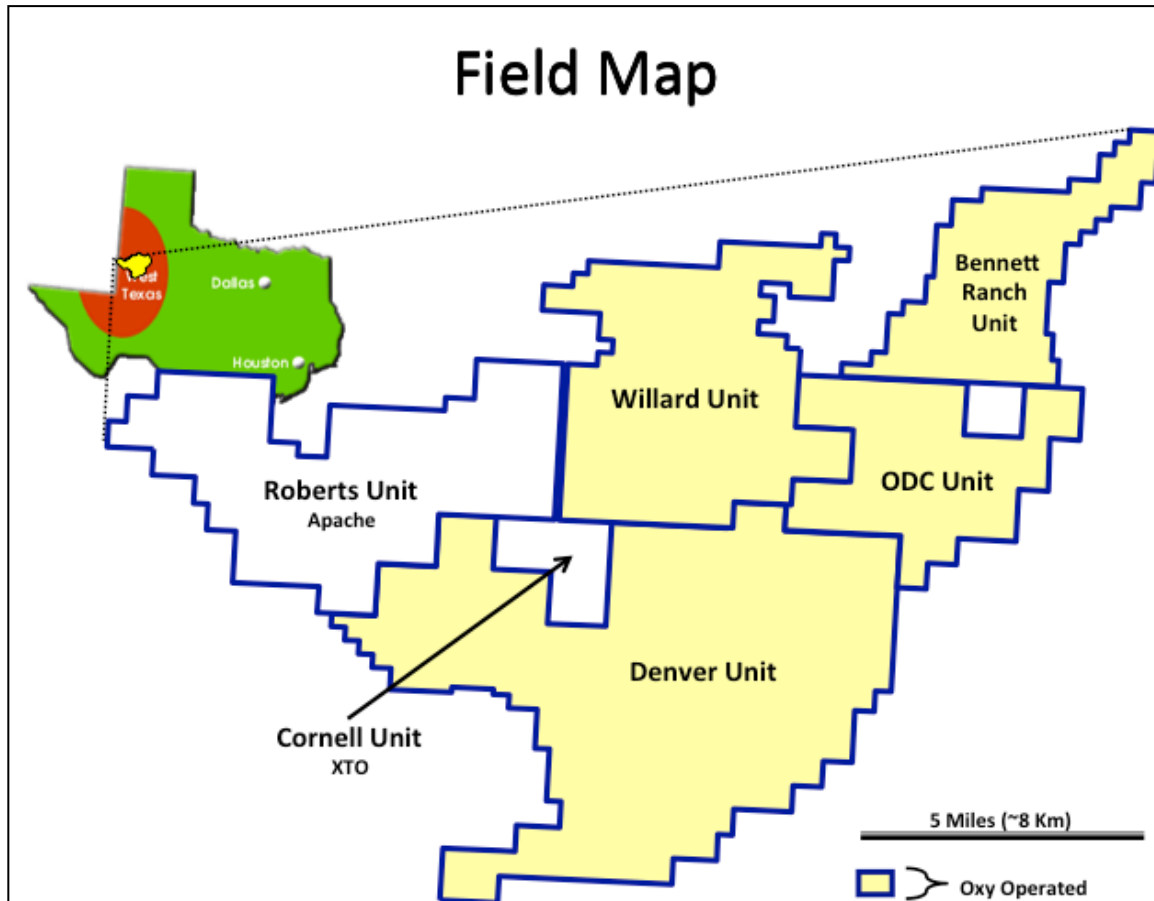 Field Map
West
Texas
Dallas
Houston
Bennett
Ranch
Unit
Willard Unit
ODC Unit
Roberts Unit
Apache
Denver Unit
Cornell Unit
XTO
5 Miles (~8 Km)
Oxy Operated